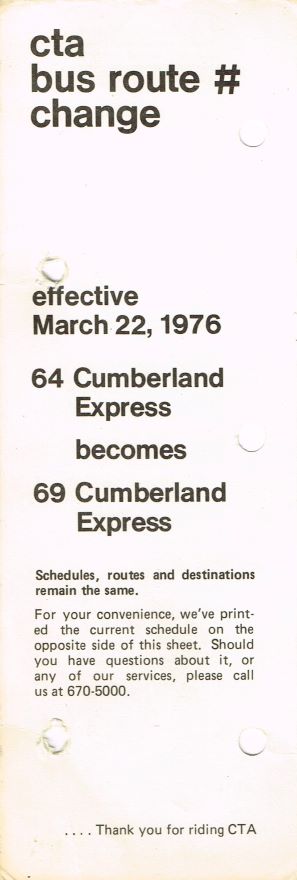 cta
bus route #
change
effective
March 22, 1976
64 Cumberland
Express
becomes
69 Cumberland
Express
Schedules, routes and destinations
remain the same.
For your convenience, we've print-
ed the current schedule on the
opposite side of this sheet. Should
you have questions about it, or
any of our services, please call
us at 670-5000.
.... Thank you for riding CTA